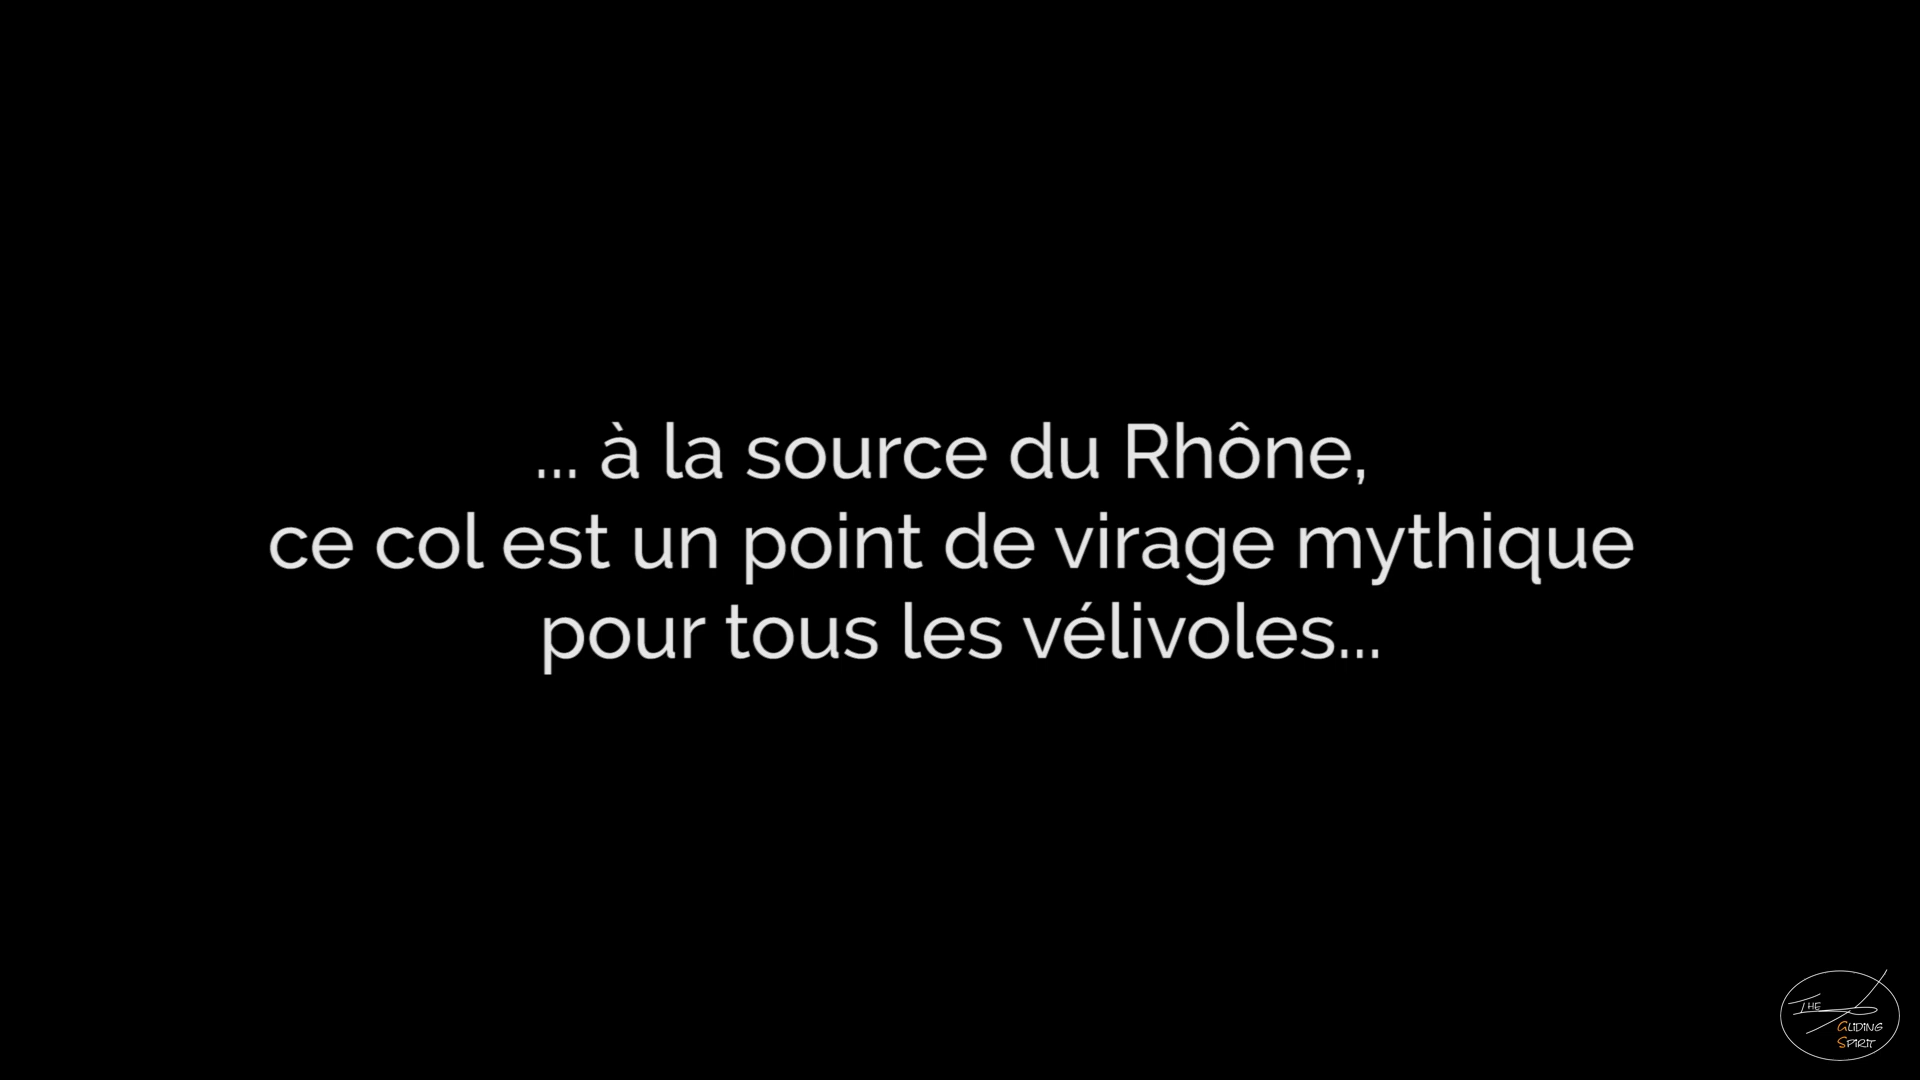 ... à la source du Rhône,
ce col est un point de virage mythique
pour tous les vélivoles...
THE
GLIDING
SPIRIT